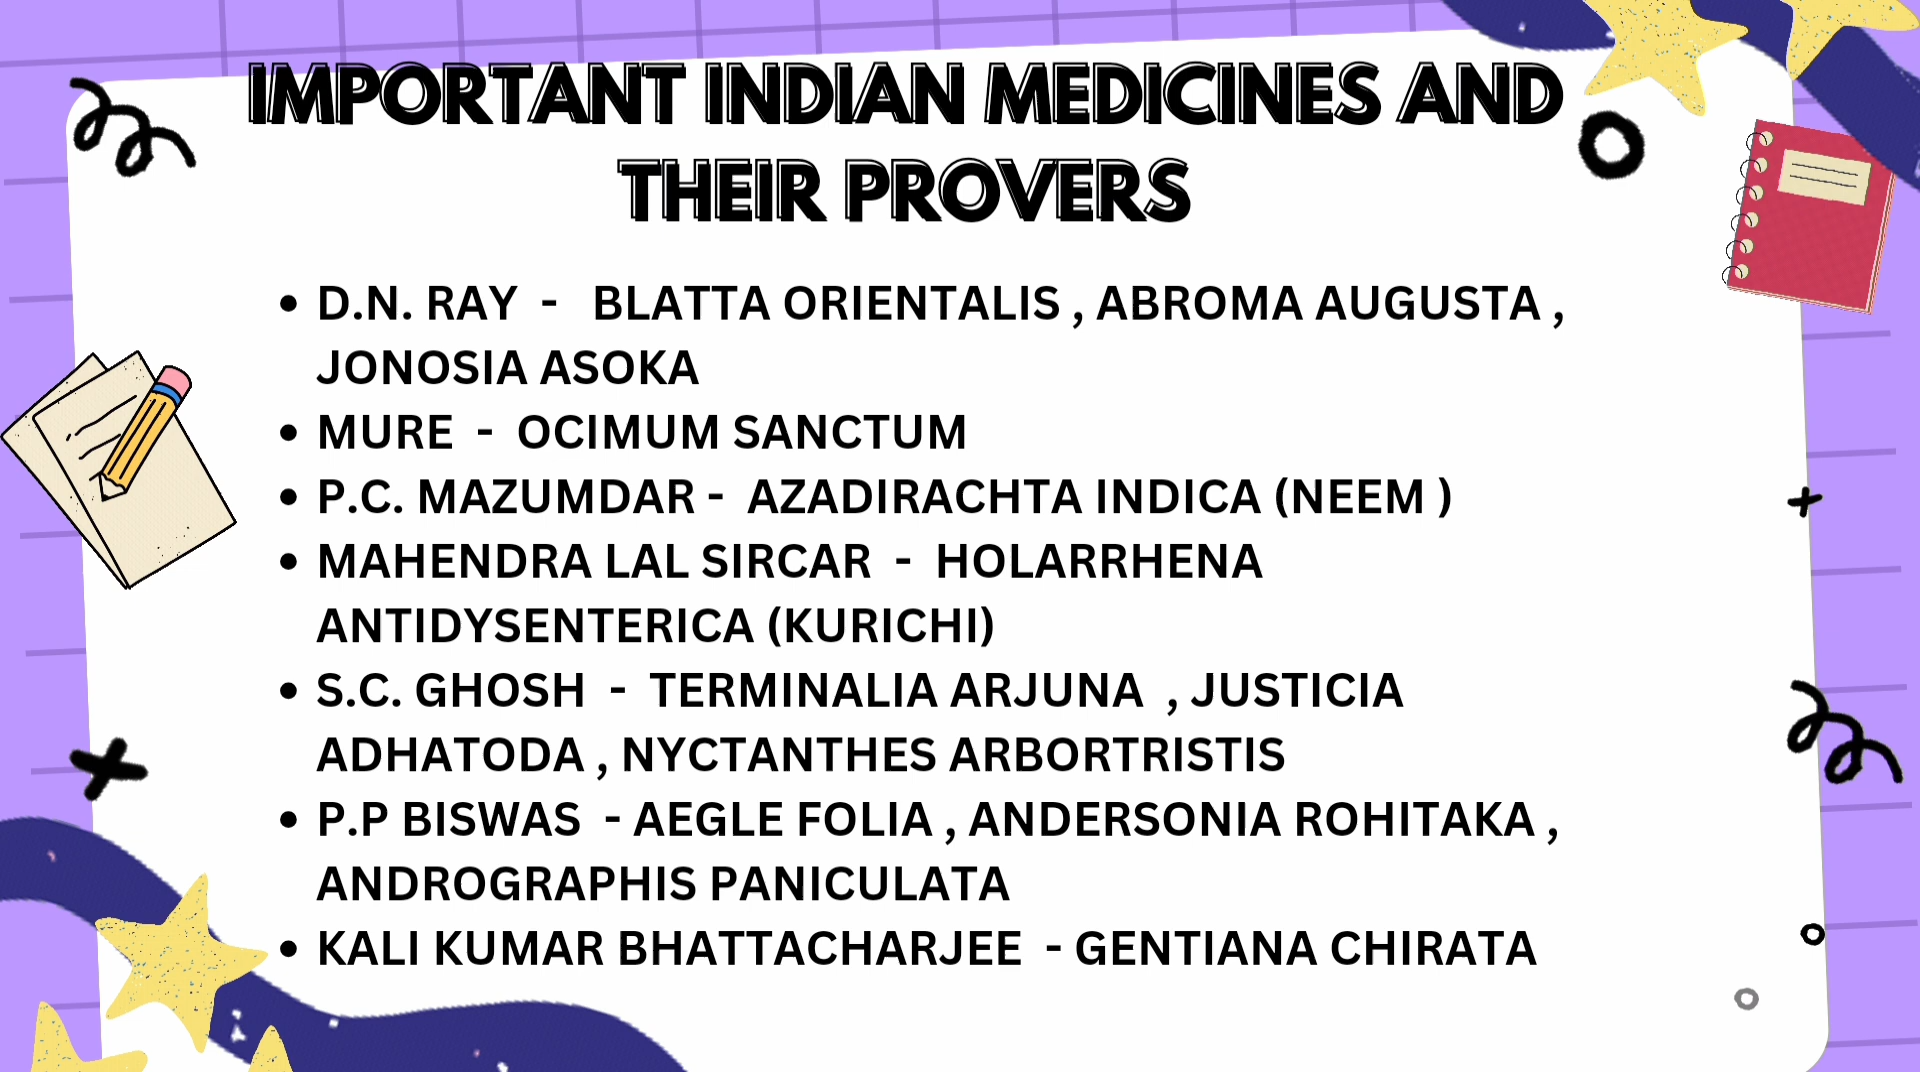 IMPORTANT INDIAN MEDICINES AND
THEIR PROVERS
• D.N. RAY - BLATTA ORIENTALIS , ABROMA AUGUSTA ,
JONOSIA ASOKA
• MURE - OCIMUM SANCTUM
• P.C. MAZUMDAR - AZADIRACHTA INDICA (NEEM )
• MAHENDRA LAL SIRCAR - HOLARRHENA
ANTIDYSENTERICA (KURICHI)
• S.C. GHOSH - TERMINALIA ARJUNA , JUSTICIA
ADHATODA , NYCTANTHES ARBORTRISTIS
• P.P BISWAS - AEGLE FOLIA , ANDERSONIA ROHITAKA ,
ANDROGRAPHIS PANICULATA
• KALI KUMAR BHATTACHARJEE - GENTIANA CHIRATA